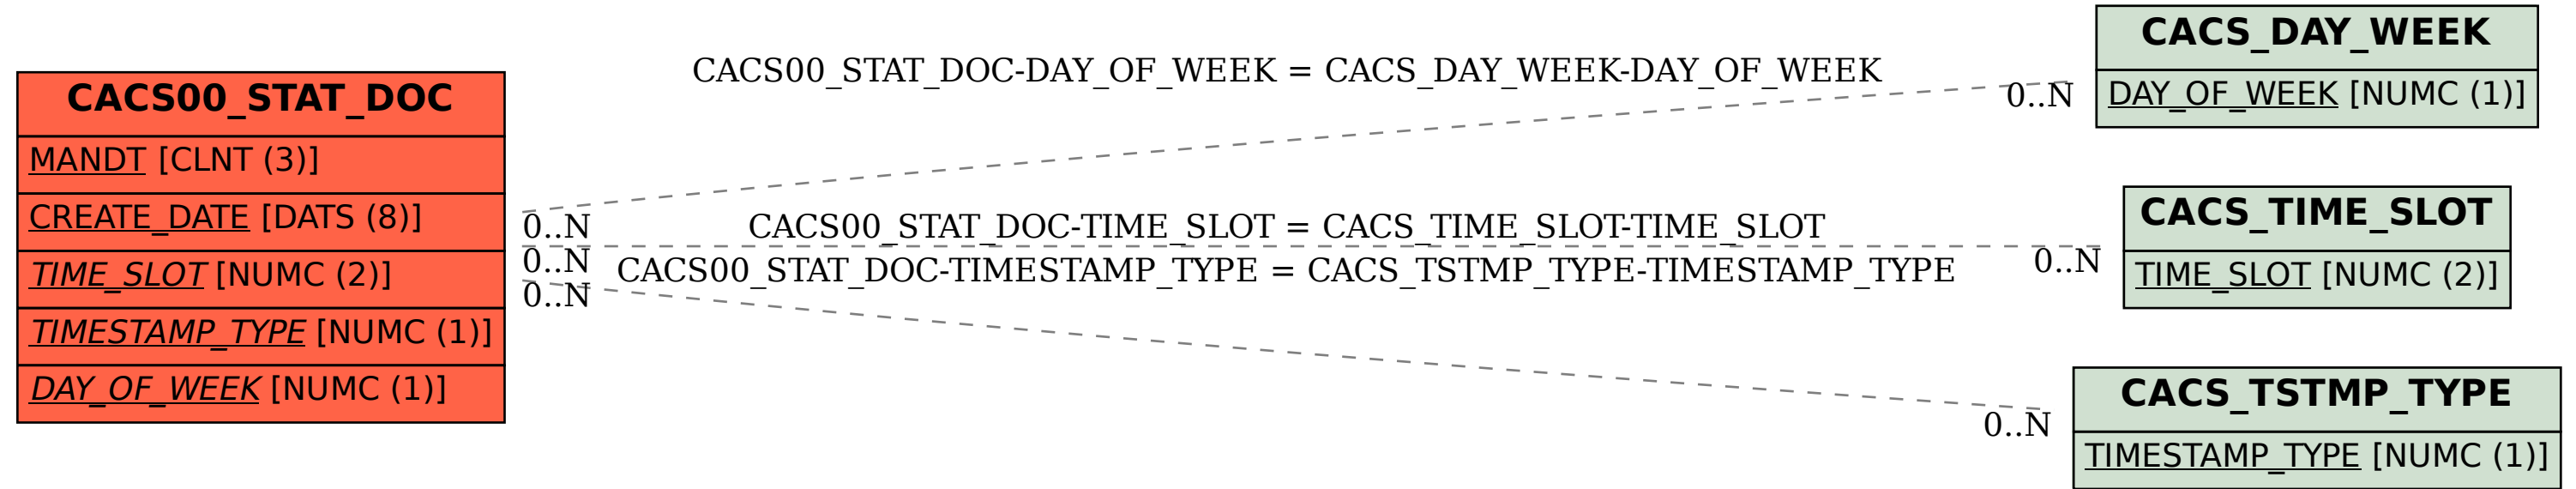 CACS00_STAT_DOC
MANDT [CLNT (3)]
CREATE_DATE [DATS (8)]
TIME_SLOT [NUMC (2)]
TIMESTAMP_TYPE [NUMC (1)]
DAY_OF_WEEK [NUMC (1)]
CACS00_STAT_DOC-DAY_OF_WEEK = CACS_DAY_WEEK-DAY_OF_WEEK
0..N
0..N
CACS00_STAT_DOC-TIME_SLOT = CACS_TIME_SLOT-TIME_SLOT
0..N
0..N
CACS00_STAT_DOC-TIMESTAMP_TYPE = CACS_TSTMP_TYPE-TIMESTAMP_TYPE
0..N
0..N
CACS_DAY_WEEK
DAY_OF_WEEK [NUMC (1)]
CACS_TIME_SLOT
TIME_SLOT [NUMC (2)]
CACS_TSTMP_TYPE
TIMESTAMP_TYPE [NUMC (1)]